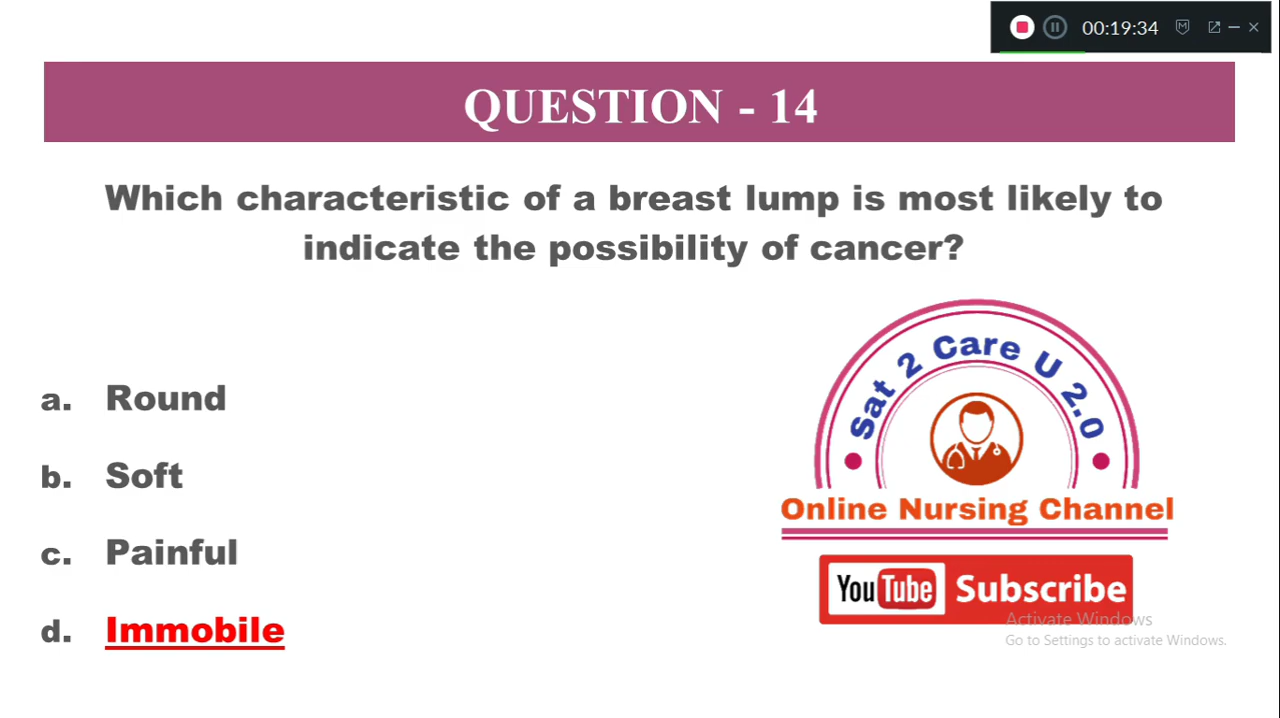 00:19:34
QUESTION - 14
Which characteristic of a breast lump is most likely to
indicate the possibility of cancer?
a. Round
b. Soft
c. Painful
d. Immobile
Sat 2 Care U 2.0
Online Nursing Channel
YouTube Subscribe
Activate Windows
Go to Settings to activate Windows.